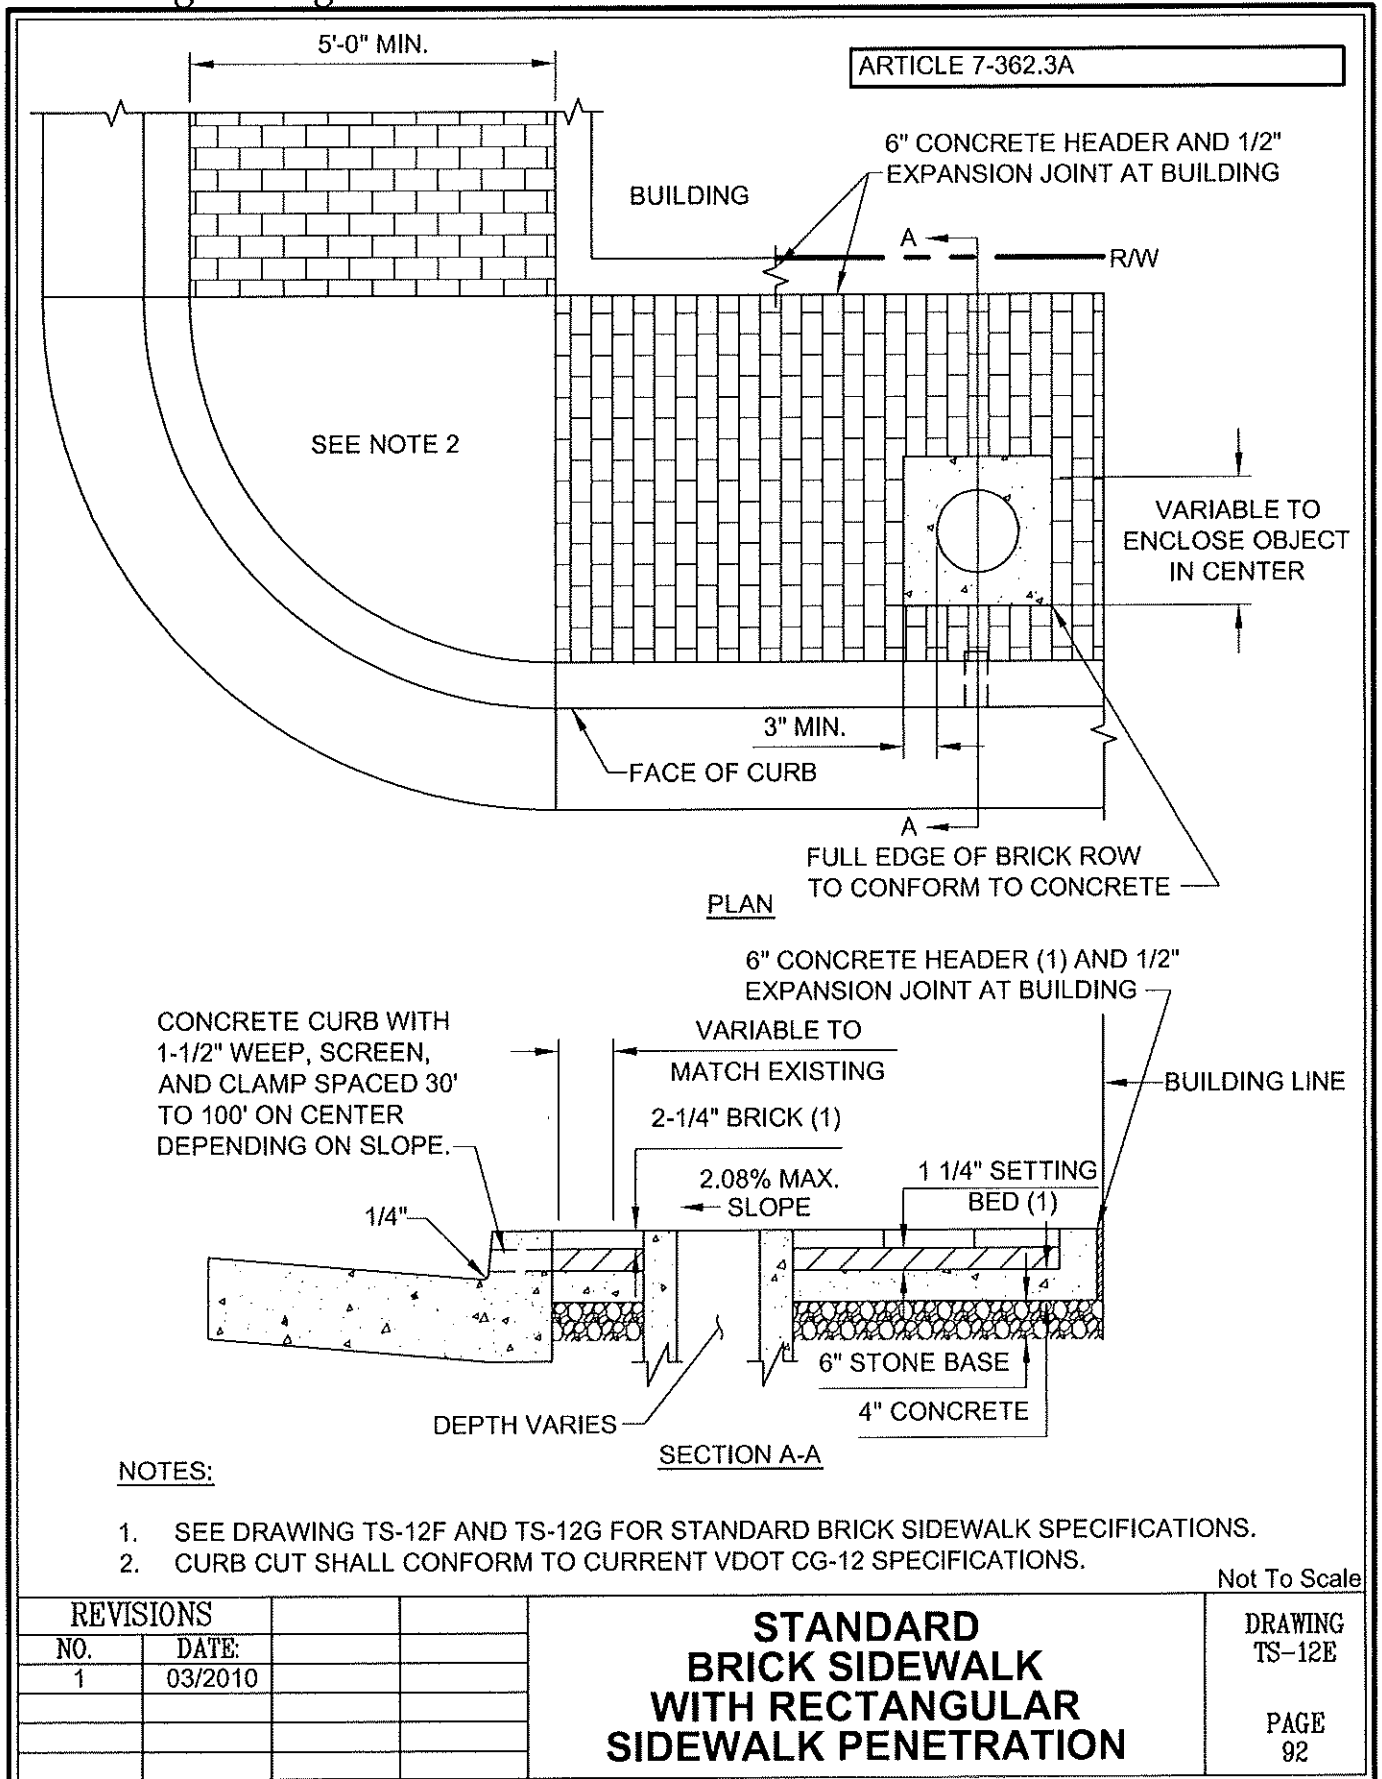 5'-0" MIN.
ARTICLE 7-362.3A
6" CONCRETE HEADER AND 1/2"
EXPANSION JOINT AT BUILDING
BUILDING
A
R/W
SEE NOTE 2
VARIABLE TO
ENCLOSE OBJECT
IN CENTER
3" MIN.
FACE OF CURB
A
FULL EDGE OF BRICK ROW
TO CONFORM TO CONCRETE
PLAN
6" CONCRETE HEADER (1) AND 1/2"
EXPANSION JOINT AT BUILDING
CONCRETE CURB WITH
1-1/2" WEEP, SCREEN,
AND CLAMP SPACED 30'
TO 100' ON CENTER
DEPENDING ON SLOPE.
VARIABLE TO
MATCH EXISTING
BUILDING LINE
2-1/4" BRICK (1)
2.08% MAX.
SLOPE
1 1/4" SETTING
BED (1)
1/4"
6" STONE BASE
4" CONCRETE
DEPTH VARIES
SECTION A-A
NOTES:
1. SEE DRAWING TS-12F AND TS-12G FOR STANDARD BRICK SIDEWALK SPECIFICATIONS.
2. CURB CUT SHALL CONFORM TO CURRENT VDOT CG-12 SPECIFICATIONS.
Not To Scale
REVISIONS
NO. DATE:
1 03/2010
STANDARD
BRICK SIDEWALK
WITH RECTANGULAR
SIDEWALK PENETRATION
DRAWING
TS-12E
PAGE
92